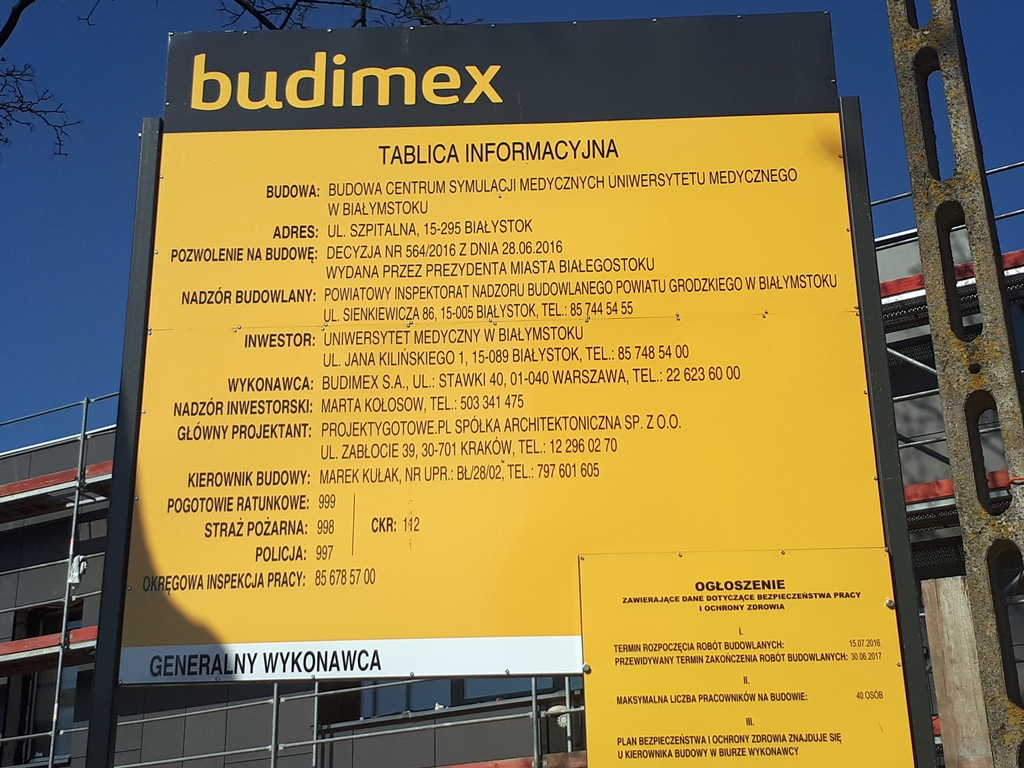 budimex
TABLICA INFORMACYJNA
BUDOWA: BUDOWA CENTRUM SYMULACJI MEDYCZNYCH UNIWERSYTETU MEDYCZNEGO
W BIAŁYMSTOKU
ADRES: UL. SZPITALNA, 15-295 BIAŁYSTOK
POZWOLENIE NA BUDOWĘ: DECYZJA NR 564/2016 Z DNIA 28.06.2016
WYDANA PRZEZ PREZYDENTA MIASTA BIAŁEGOSTOKU
NADZÓR BUDOWLANY: POWIATOWY INSPEKTORAT NADZORU BUDOWLANEGO POWIATU GRODZKIEGO W BIAŁYMSTOKU
UL. SIENKIEWICZA 86, 15-005 BIAŁYSTOK, TEL.: 85 744 54 55
INWESTOR: UNIWERSYTET MEDYCZNY W BIAŁYMSTOKU
UL. JANA KILIŃSKIEGO 1, 15-089 BIAŁYSTOK, TEL.: 85 748 54 00
WYKONAWCA: BUDIMEX S.A., UL.: STAWKI 40, 01-040 WARSZAWA, TEL.: 22 623 60 00
NADZÓR INWESTORSKI: MARTA KOŁOSOW, TEL.: 503 341 475
GŁÓWNY PROJEKTANT: PROJEKTYGOTOWE.PL SPÓŁKA ARCHITEKTONICZNA SP. Z O.O.
UL. ZABŁOCIE 39, 30-701 KRAKÓW, TEL.: 12 296 02 70
KIEROWNIK BUDOWY: MAREK KUŁAK, NR UPR.: BŁ/28/02, TEL.: 797 601 605
POGOTOWIE RATUNKOWE: 999
STRAŻ POŻARNA: 998 CKR: 112
POLICJA: 997
OKRĘGOWA INSPEKCJA PRACY: 85 678 57 00
GENERALNY WYKONAWCA
OGŁOSZENIE
ZAWIERAJĄCE DANE DOTYCZĄCE BEZPIECZEŃSTWA PRACY
I OCHRONY ZDROWIA
I.
TERMIN ROZPOCZĘCIA ROBÓT BUDOWLANYCH: 15.07.2016
PRZEWIDYWANY TERMIN ZAKOŃCZENIA ROBÓT BUDOWLANYCH: 30.06.2017
II.
MAKSYMALNA LICZBA PRACOWNIKÓW NA BUDOWIE: 40 OSÓB
III.
PLAN BEZPIECZEŃSTWA I OCHRONY ZDROWIA ZNAJDUJE SIĘ
U KIEROWNIKA BUDOWY W BIURZE WYKONAWCY